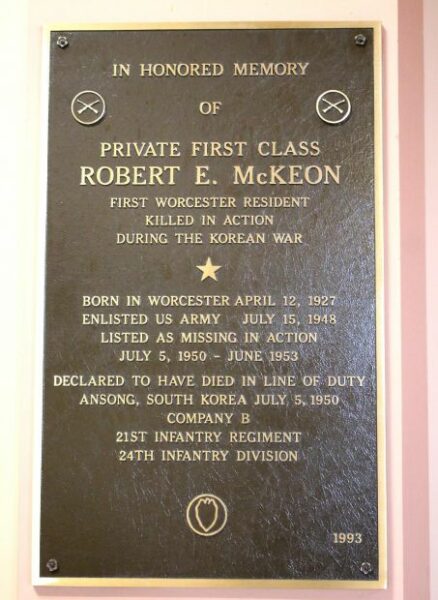 IN HONORED MEMORY
OF
PRIVATE FIRST CLASS
ROBERT E. McKEON
FIRST WORCESTER RESIDENT
KILLED IN ACTION
DURING THE KOREAN WAR
BORN IN WORCESTER APRIL 12, 1927
ENLISTED US ARMY JULY 15, 1948
LISTED AS MISSING IN ACTION
JULY 5, 1950 - JUNE 1953
DECLARED TO HAVE DIED IN LINE OF DUTY
ANSONG, SOUTH KOREA JULY 5, 1950
COMPANY B
21ST INFANTRY REGIMENT
24TH INFANTRY DIVISION
1993